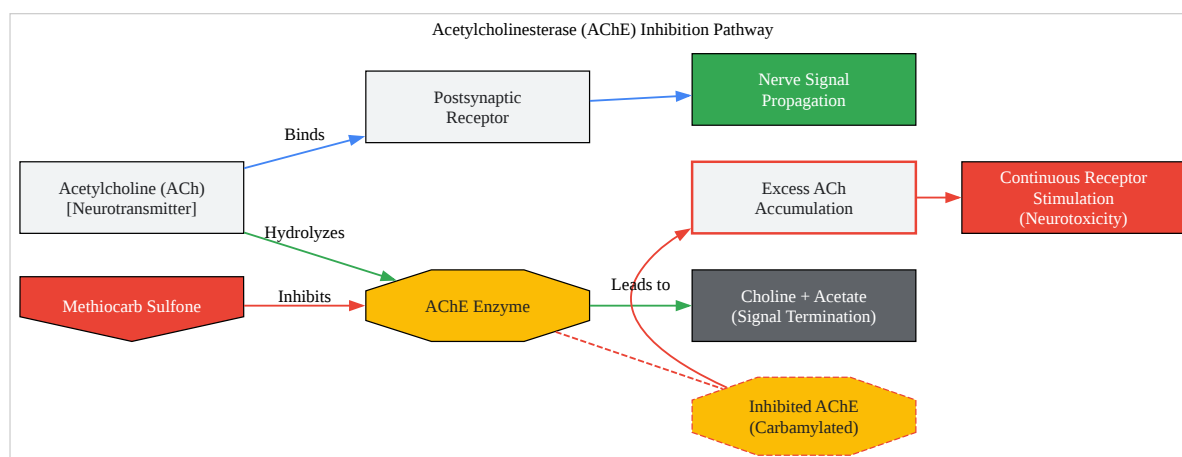 Acetylcholinesterase (AChE) Inhibition Pathway
Nerve Signal
Propagation
Postsynaptic
Receptor
Binds
Acetylcholine (ACh)
[Neurotransmitter]
Excess ACh
Accumulation
Continuous Receptor
Stimulation
(Neurotoxicity)
Hydrolyzes
Methiocarb Sulfone
Inhibits
AChE Enzyme
Leads to
Choline + Acetate
(Signal Termination)
Inhibited AChE
(Carbamylated)